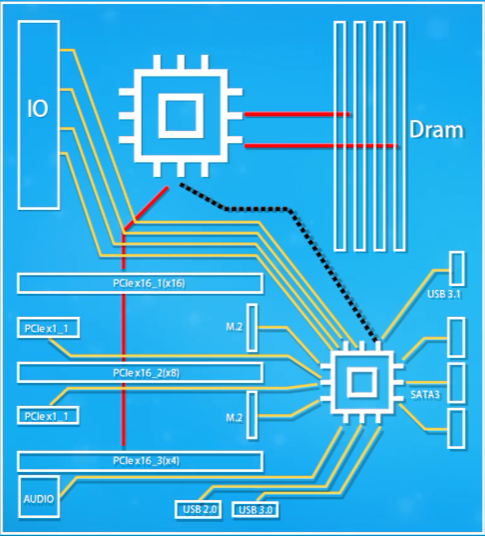 IO
Dram
PCIe x16_1(x16)
USB 3.1
PCIe x1_1
M.2
PCIe x16_2(x8)
SATA3
PCIe x1_1
M.2
PCIe x16_3(x4)
AUDIO
USB 2.0
USB 3.0